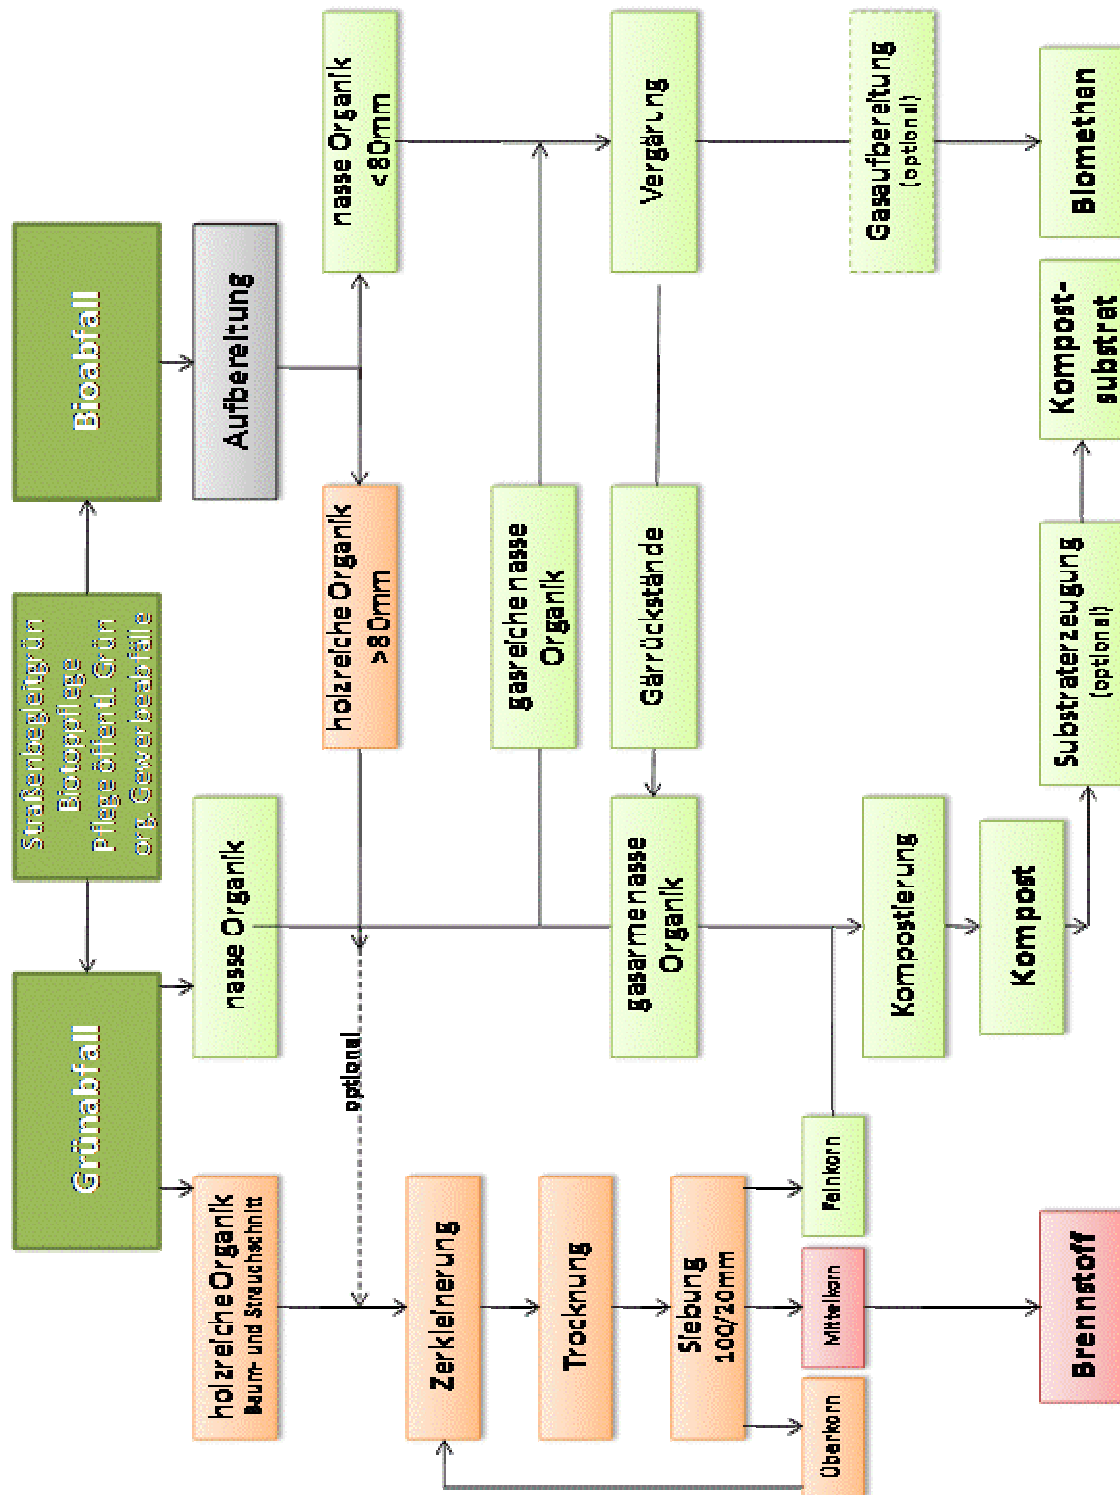 Grünabfall
Straßenbegleitgrün
Biotoppflege
Pflege öffentl. Grün
org. Gewerbeabfälle
Bioabfall
holzreiche Organik
Baum- und Strauchschnitt
nasse Organik
Aufbereitung
optional
holzreiche Organik
>80mm
nasse Organik
<80mm
Zerkleinerung
gasreiche nasse
Organik
Trocknung
gasarme nasse
Organik
Gärrückstände
Vergärung
Siebung
100/20mm
Überkorn
Mittelkorn
Feinkorn
Kompostierung
Gasaufbereitung
(optional)
Kompost
Brennstoff
Substraterzeugung
(optional)
Kompost-
substrat
Biomethan